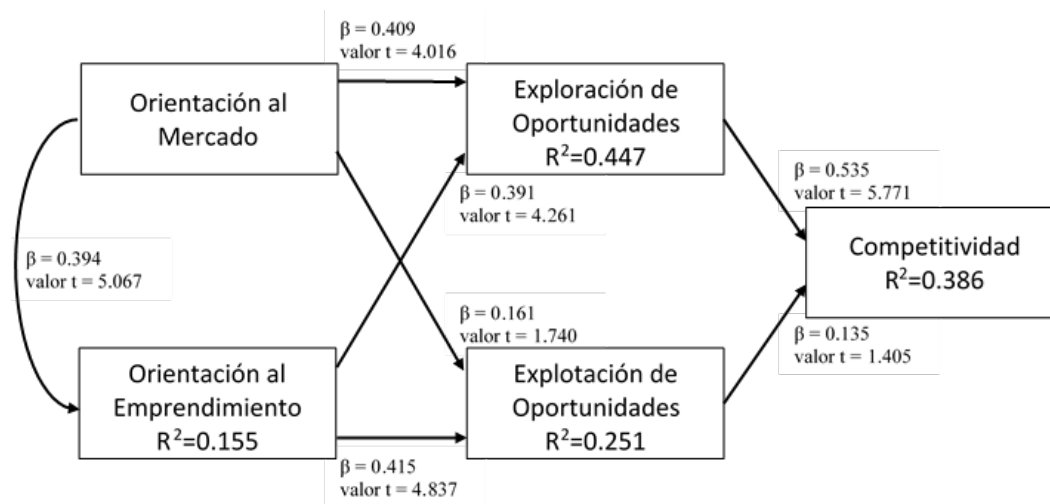 β = 0.409
valor t = 4.016
Orientación al
Mercado
Exploración de
Oportunidades
R²=0.447
β = 0.535
valor t = 5.771
β = 0.391
valor t = 4.261
β = 0.394
valor t = 5.067
Competitividad
R²=0.386
β = 0.161
valor t = 1.740
β = 0.135
valor t = 1.405
Orientación al
Emprendimiento
R²=0.155
Explotación de
Oportunidades
R²=0.251
β = 0.415
valor t = 4.837